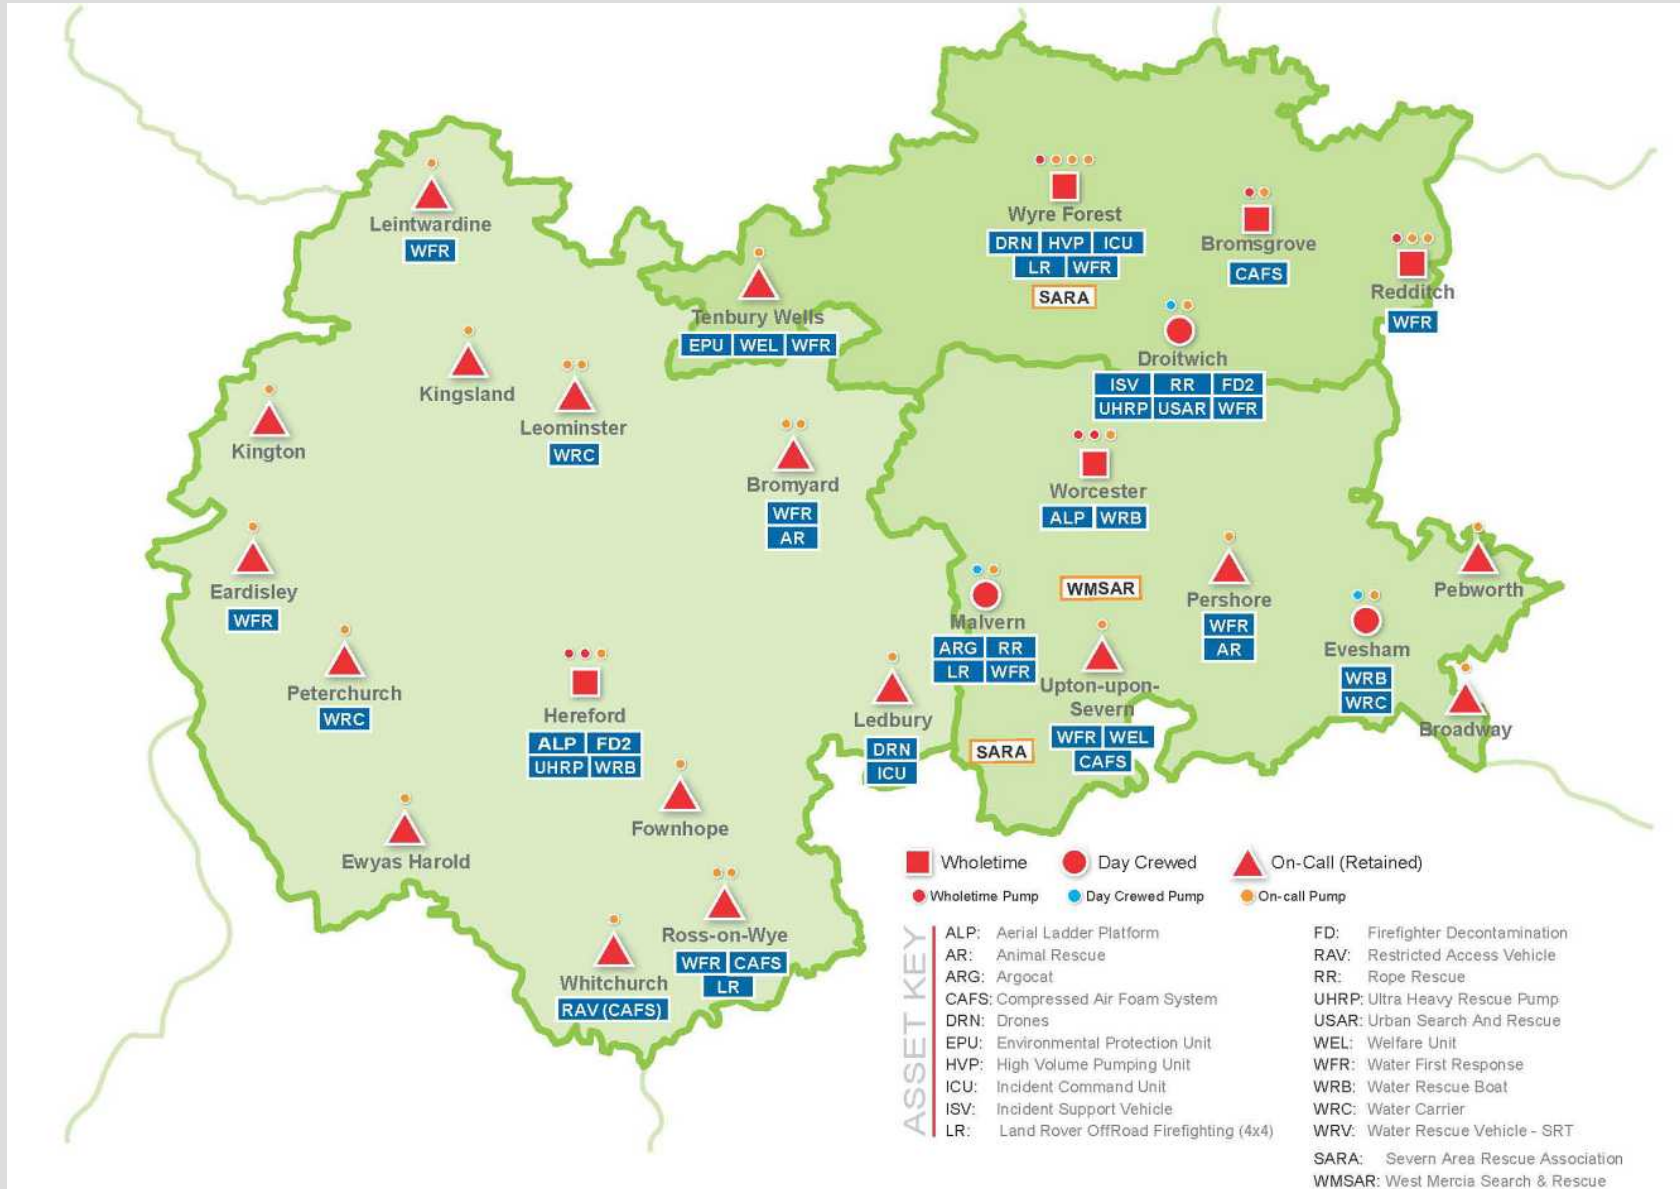 Leintwardine
WFR
Wyre Forest
DRN HVP ICU
LR WFR
SARA
Bromsgrove
CAFS
Redditch
WFR
Tenbury Wells
EPU WEL WFR
Droitwich
ISV RR FD2
UHRP USAR WFR
Kingsland
Leominster
WRC
Kington
Bromyard
WFR
AR
Worcester
ALP WRB
Eardisley
WFR
WMSAR
Malvern
ARG RR
LR WFR
Pershore
WFR
AR
Pebworth
Evesham
WRB
WRC
Peterchurch
WRC
Hereford
ALP FD2
UHRP WRB
Ledbury
DRN
ICU
Upton-upon-
Severn
WFR WEL
CAFS
SARA
Broadway
Fownhope
Ewyas Harold
Ross-on-Wye
WFR CAFS
LR
Whitchurch
RAV (CAFS)
Wholetime Day Crewed On-Call (Retained)
Wholetime Pump Day Crewed Pump On-call Pump
ASSET KEY
ALP: Aerial Ladder Platform
AR: Animal Rescue
ARG: Argocat
CAFS: Compressed Air Foam System
DRN: Drones
EPU: Environmental Protection Unit
HVP: High Volume Pumping Unit
ICU: Incident Command Unit
ISV: Incident Support Vehicle
LR: Land Rover OffRoad Firefighting (4x4)
FD: Firefighter Decontamination
RAV: Restricted Access Vehicle
RR: Rope Rescue
UHRP: Ultra Heavy Rescue Pump
USAR: Urban Search And Rescue
WEL: Welfare Unit
WFR: Water First Response
WRB: Water Rescue Boat
WRC: Water Carrier
WRV: Water Rescue Vehicle - SRT
SARA: Severn Area Rescue Association
WMSAR: West Mercia Search & Rescue